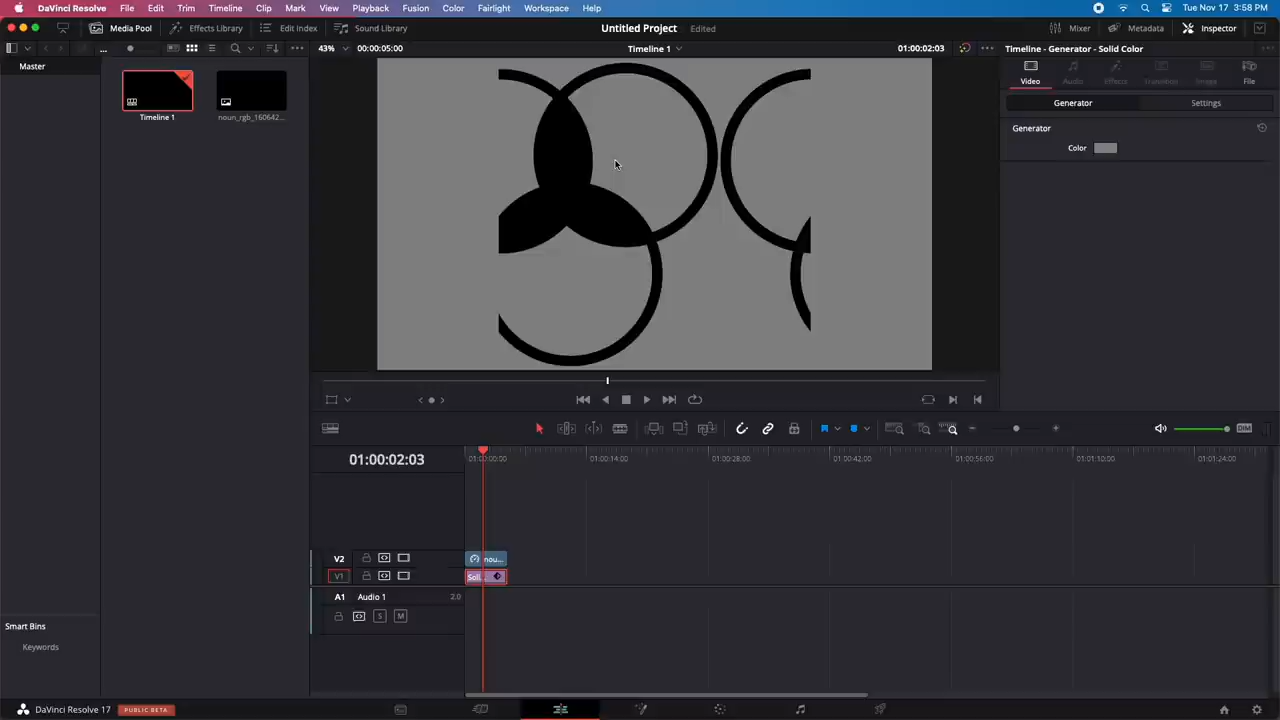 DaVinci Resolve File Edit Trim Timeline Clip Mark View Playback Fusion Color Fairlight Workspace Help Tue Nov 17 3:58 PM
Media Pool Effects Library Edit Index Sound Library Untitled Project Edited Mixer Metadata Inspector
... 43% 00:00:05:00 Timeline 1 01:00:02:03 Timeline - Generator - Solid Color
Master
Video Audio Effects Transition Image File
Generator Settings
Timeline 1 noun_rgb_160642...
Generator
Color
DIM
01:00:02:03 01:00:00:00 01:00:14:00 01:00:28:00 01:00:42:00 01:00:56:00 01:01:10:00 01:01:24:00
V2 nou...
V1 Soli...
A1 Audio 1 2.0
S M
Smart Bins
Keywords
DaVinci Resolve 17 PUBLIC BETA